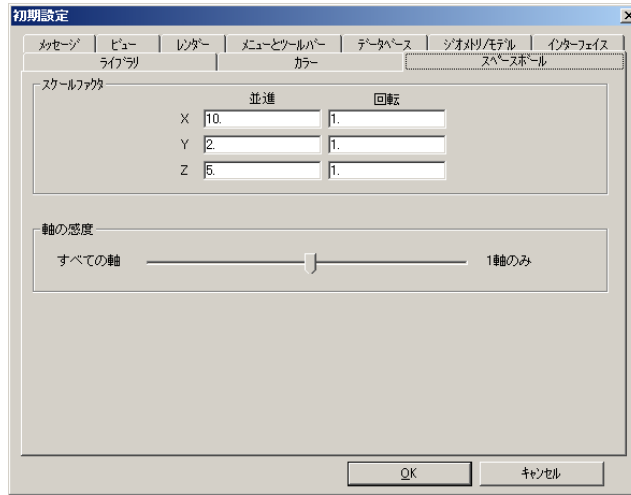 初期設定
メッセージ ビュー レンダー メニューとツールバー データベース ジオメトリ/モデル インターフェイス
ライブラリ カラー スペースボール
スケールファクタ
並進 回転
X 10. 1.
Y 2. 1.
Z 5. 1.
軸の感度
すべての軸 1軸のみ
OK キャンセル